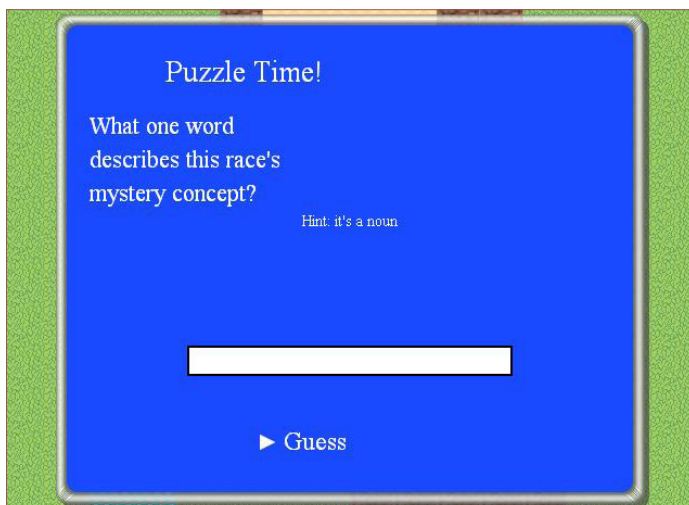 Puzzle Time!
What one word
describes this race's
mystery concept?
Hint: it's a noun
► Guess